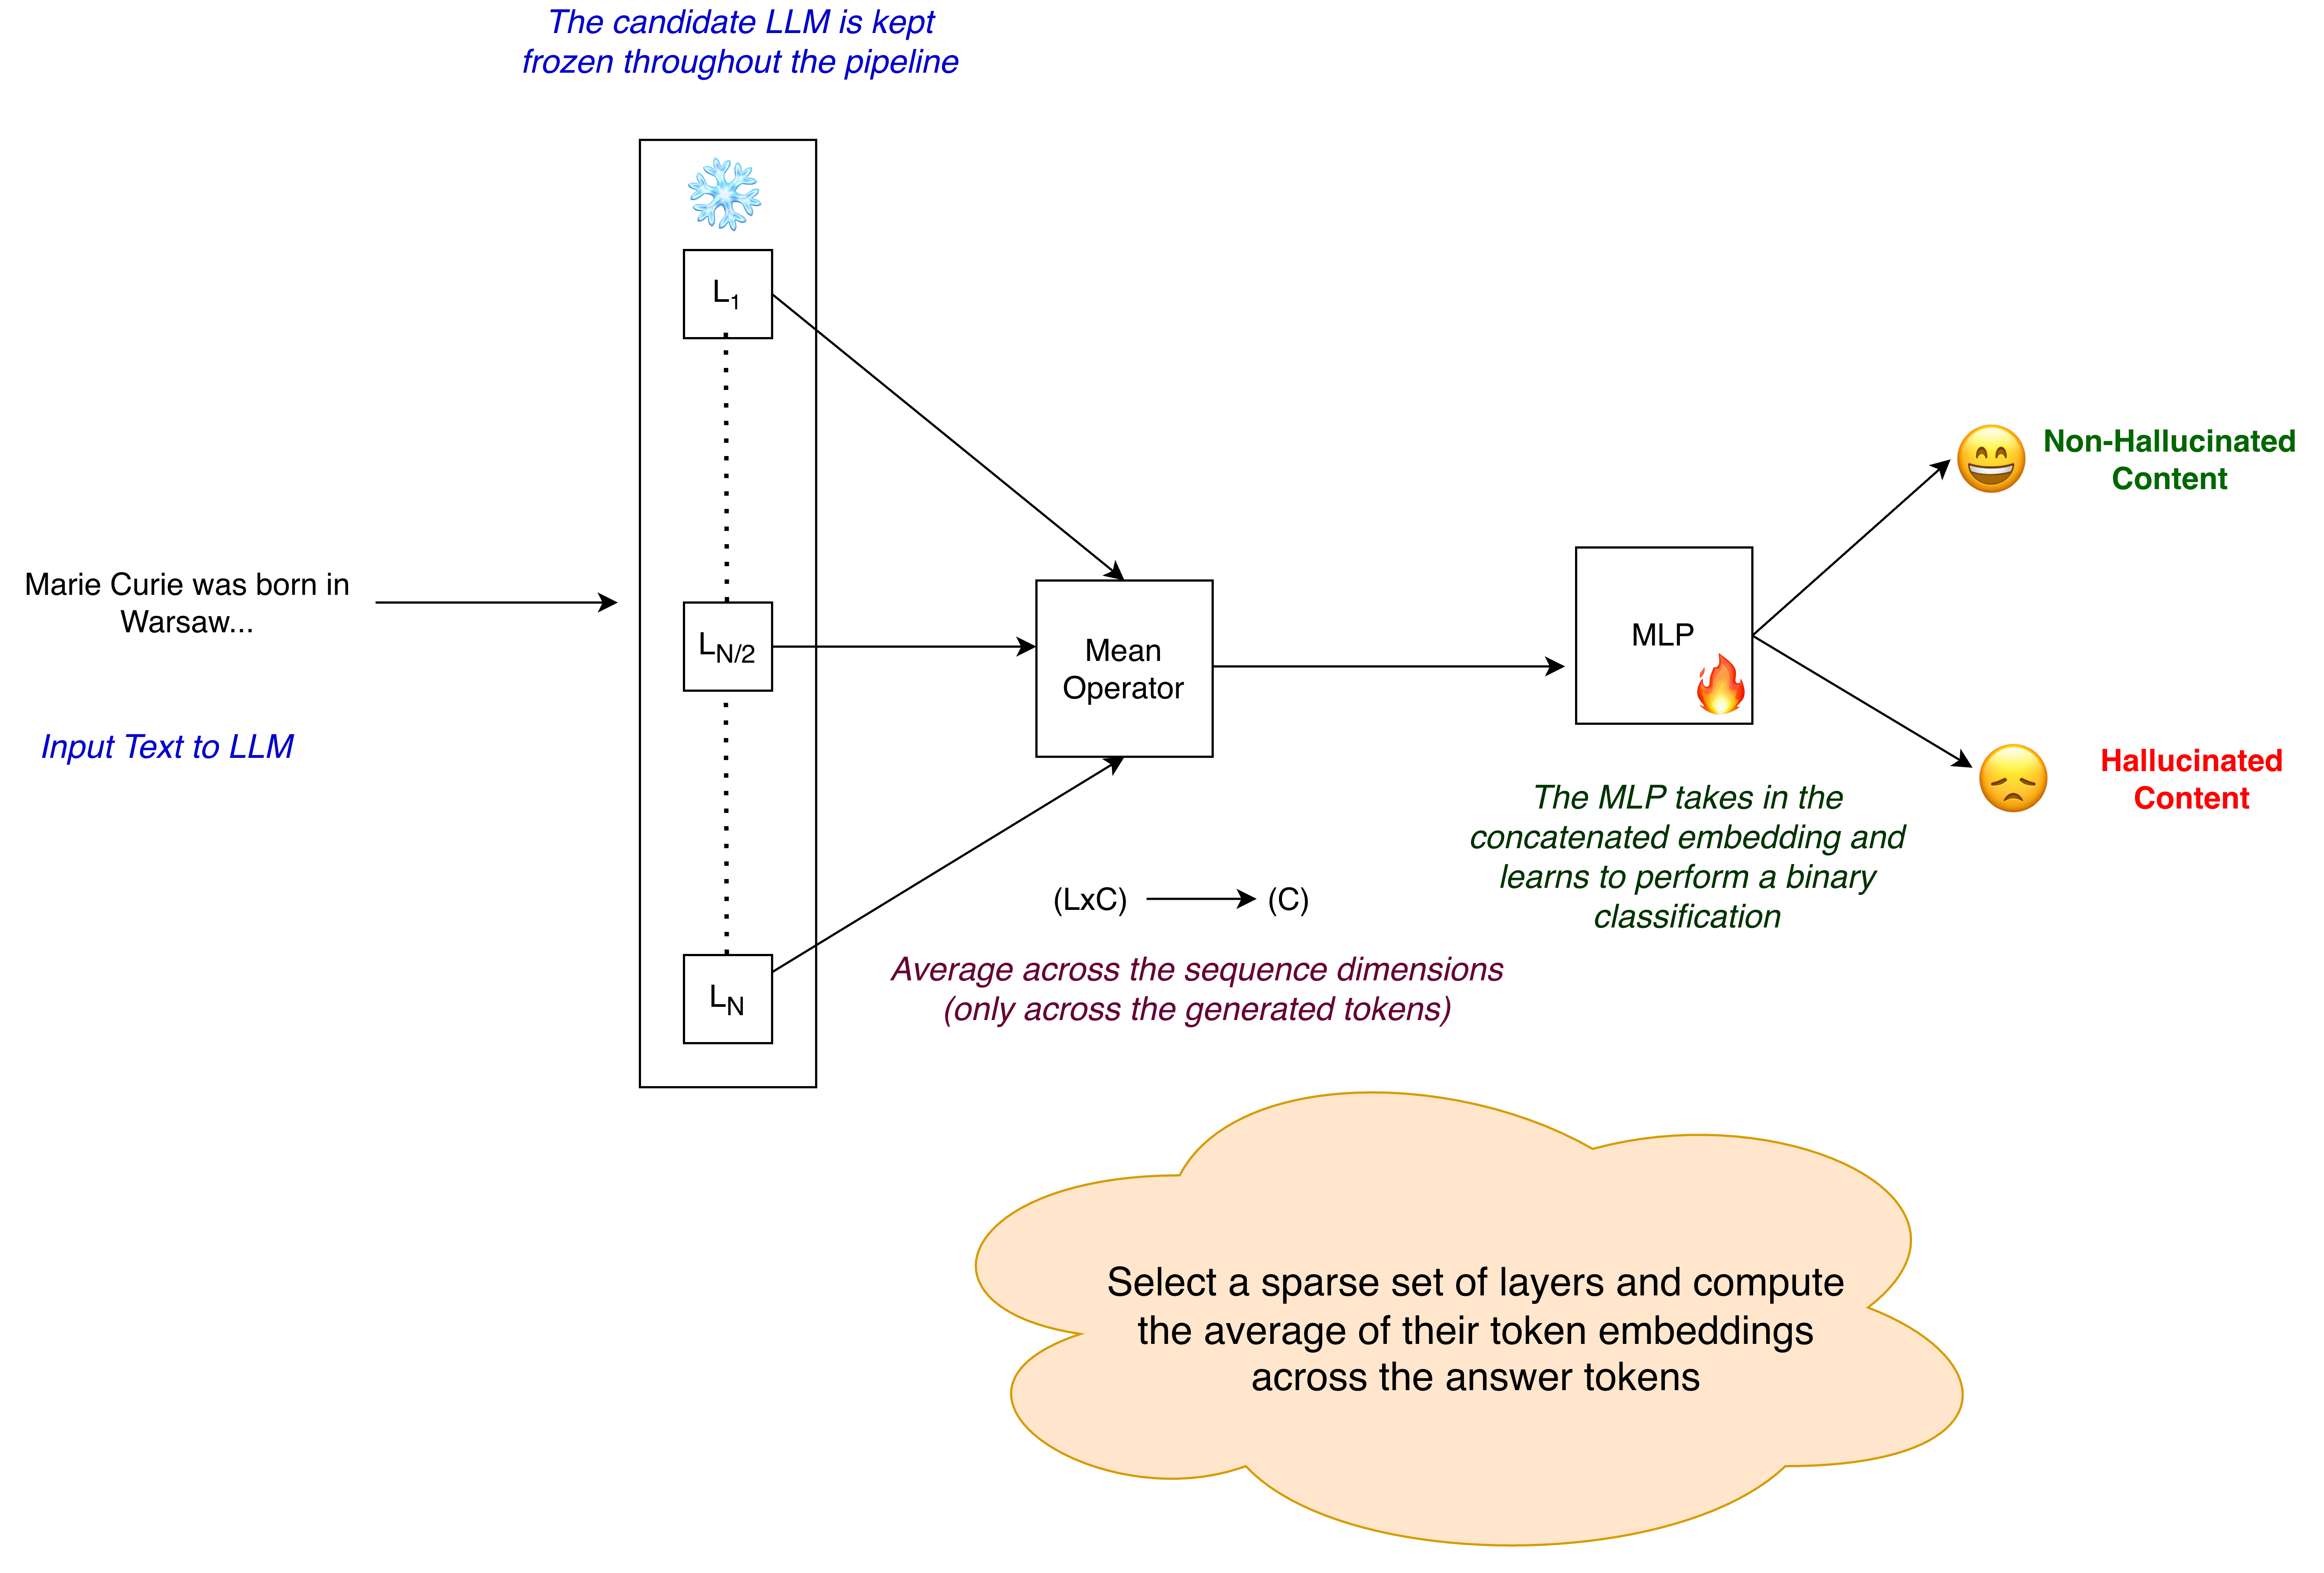 The candidate LLM is kept
frozen throughout the pipeline
L1
Marie Curie was born in
Warsaw...
Input Text to LLM
LN/2
LN
Mean
Operator
(LxC)
(C)
Average across the sequence dimensions
(only across the generated tokens)
MLP
The MLP takes in the
concatenated embedding and
learns to perform a binary
classification
Non-Hallucinated
Content
Hallucinated
Content
Select a sparse set of layers and compute
the average of their token embeddings
across the answer tokens